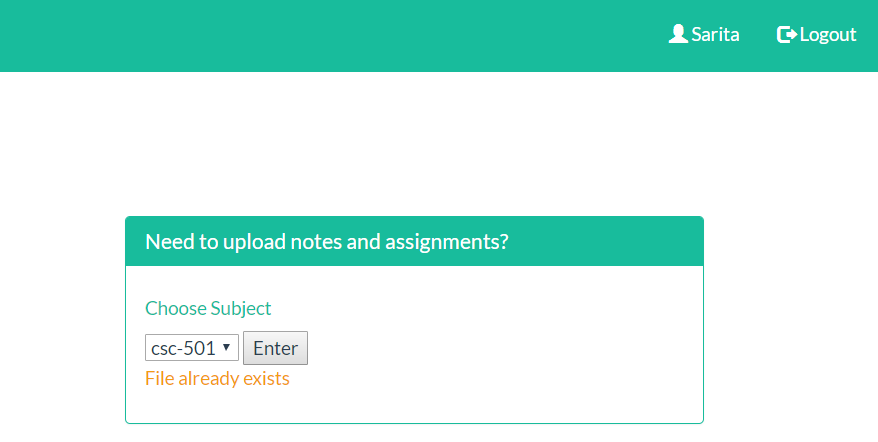 Sarita Logout
Need to upload notes and assignments?
Choose Subject
csc-501 Enter
File already exists